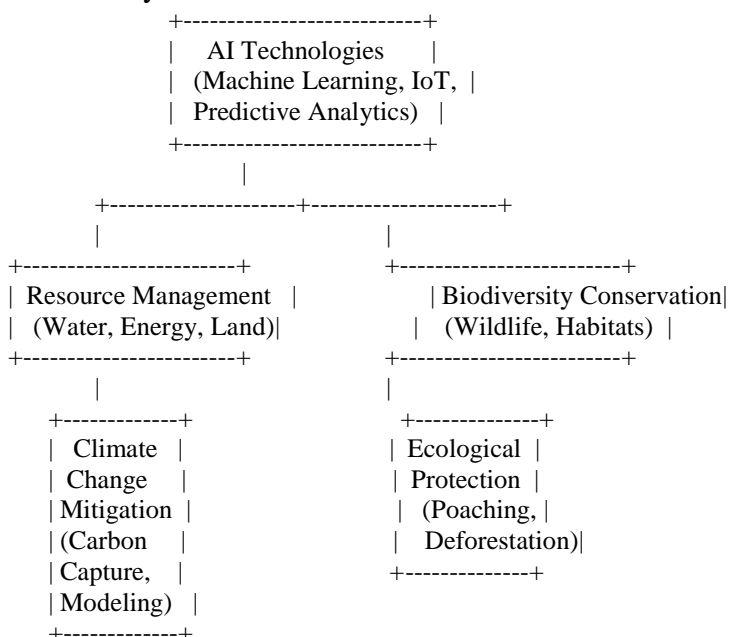 +---------------------------+
| AI Technologies |
| (Machine Learning, IoT, |
| Predictive Analytics) |
+---------------------------+
|
+---------------------+---------------------+
| |
+------------------------+ +-------------------------+
| Resource Management | | Biodiversity Conservation|
| (Water, Energy, Land)| | (Wildlife, Habitats) |
+------------------------+ +-------------------------+
| |
+-------------+ +--------------+
| Climate | | Ecological |
| Change | | Protection |
| Mitigation | | (Poaching, |
| (Carbon | | Deforestation)|
| Capture, | +--------------+
| Modeling) |
+-------------+